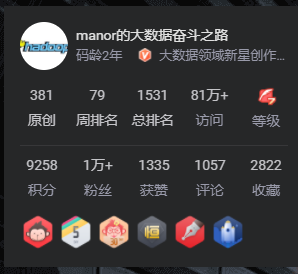 hadoop
manor的大数据奋斗之路
码龄2年 大数据领域新星创作...
381 79 1531 81万+
原创 周排名 总排名 访问 等级
9258 1万+ 1335 1057 2822
积分 粉丝 获赞 评论 收藏
5